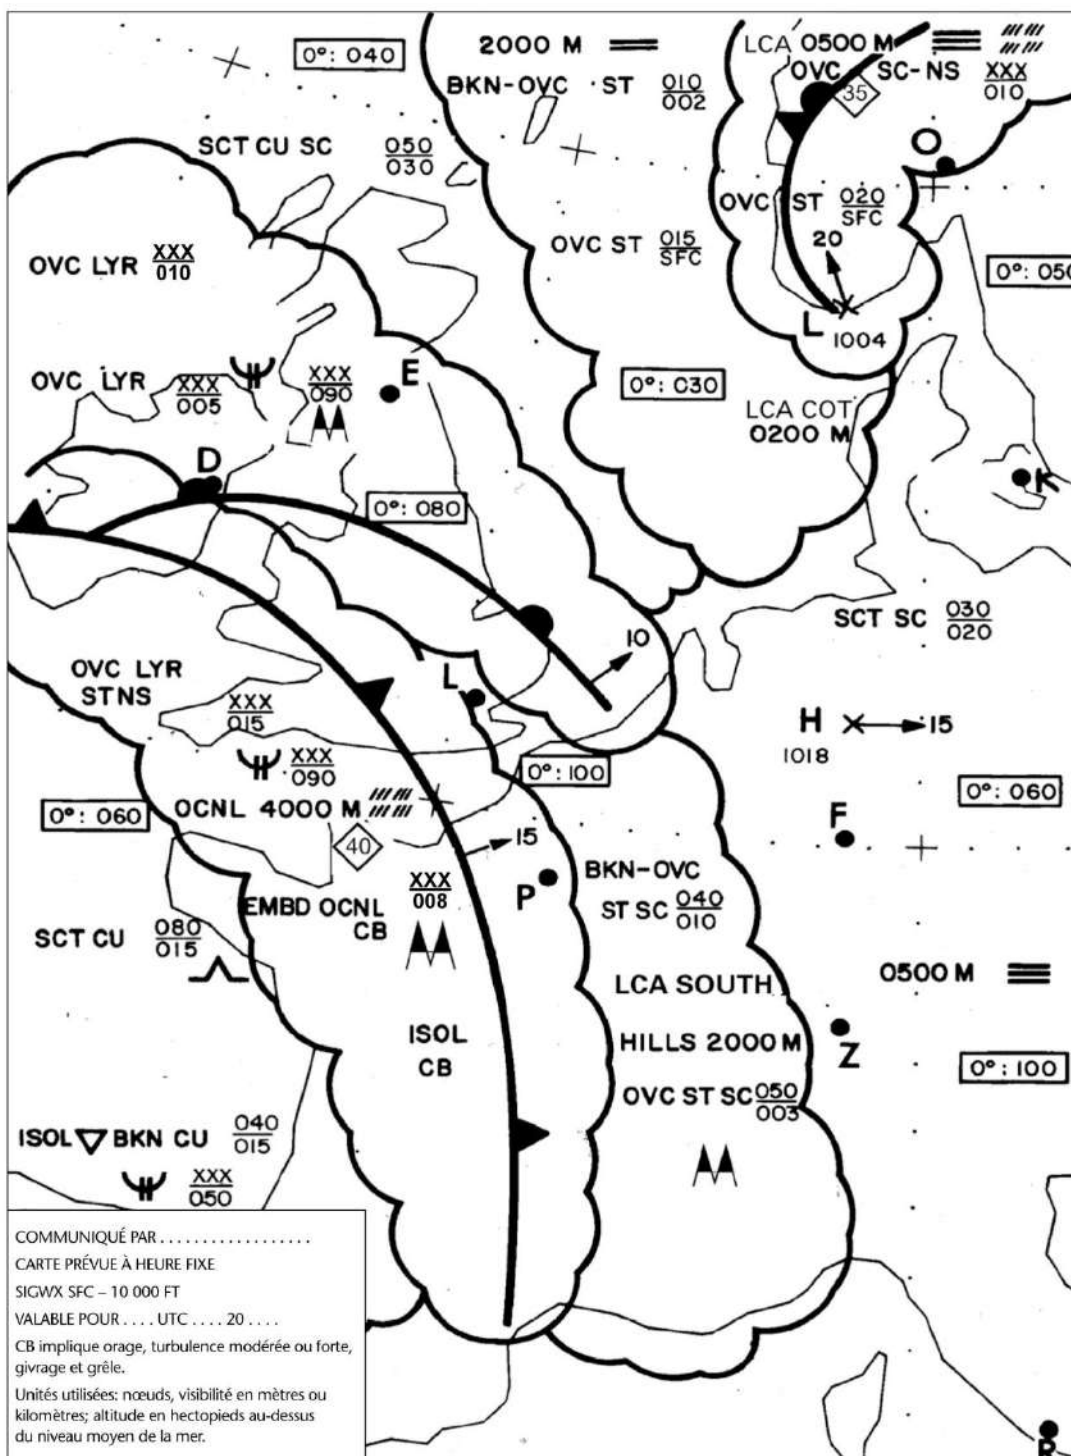 0°: 040
2000 M
BKN-OVC ST 010
002
LCA 0500 M
OVC SC-NS XXX
010
35
SCT CU SC 050
030
O
OVC ST 020
SFC
OVC ST 015
SFC
20
OVC LYR XXX
010
0°: 050
L 1004
OVC LYR XXX
005
XXX
090
E
0°: 030
LCA COT
0200 M
D
K
0°: 080
SCT SC 030
020
10
OVC LYR
STNS
L
XXX
015
H
1018
15
XXX
090
0°: 100
0°: 060
OCNL 4000 M
0°: 060
F
40
15
BKN-OVC
ST SC 040
010
XXX
008
P
EMBD OCNL
CB
SCT CU 080
015
LCA SOUTH
0500 M
HILLS 2000 M
Z
ISOL
CB
0°: 100
OVC ST SC 050
003
ISOL BKN CU 040
015
XXX
050
COMMUNIQUÉ PAR . . . . . . . . . . . . . . . . . .
CARTE PRÉVUE À HEURE FIXE
SIGWX SFC – 10 000 FT
VALABLE POUR . . . . UTC . . . . 20 . . . .
CB implique orage, turbulence modérée ou forte,
givrage et grêle.
Unités utilisées: nœuds, visibilité en mètres ou
kilomètres; altitude en hectopieds au-dessus
du niveau moyen de la mer.